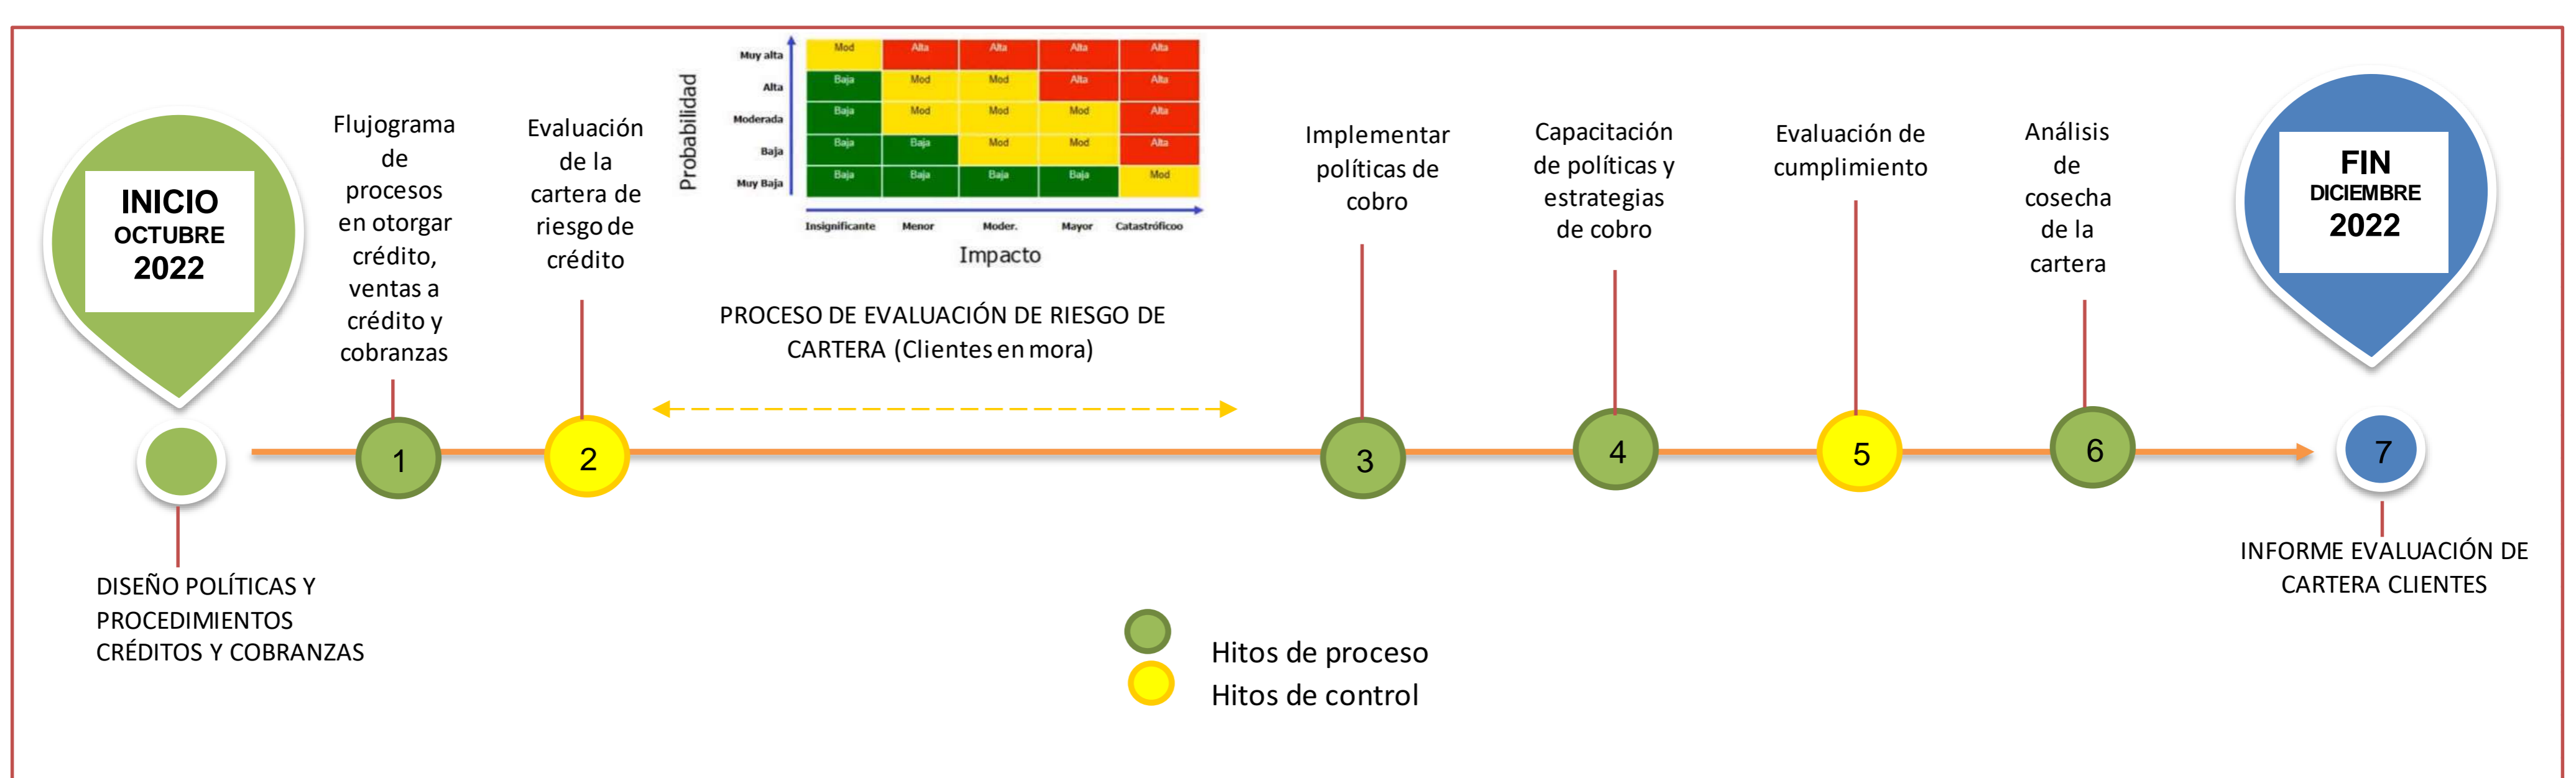 INICIO
OCTUBRE
2022
Flujograma
de
procesos
en otorgar
crédito,
ventas a
crédito y
cobranzas
Evaluación
de la
cartera de
riesgo de
crédito
Probabilidad
Muy alta
Mod Alta Alta Alta Alta
Alta
Baja Mod Mod Alta Alta
Moderada
Baja Mod Mod Mod Alta
Baja
Baja Baja Mod Mod Alta
Muy Baja
Baja Baja Baja Baja Mod
Insignificante Menor Moder. Mayor Catastróficoo
Impacto
PROCESO DE EVALUACIÓN DE RIESGO DE
CARTERA (Clientes en mora)
Implementar
políticas de
cobro
Capacitación
de políticas y
estrategias
de cobro
Evaluación de
cumplimiento
Análisis
de
cosecha
de la
cartera
FIN
DICIEMBRE
2022
1
2
3
4
5
6
7
DISEÑO POLÍTICAS Y
PROCEDIMIENTOS
CRÉDITOS Y COBRANZAS
INFORME EVALUACIÓN DE
CARTERA CLIENTES
Hitos de proceso
Hitos de control